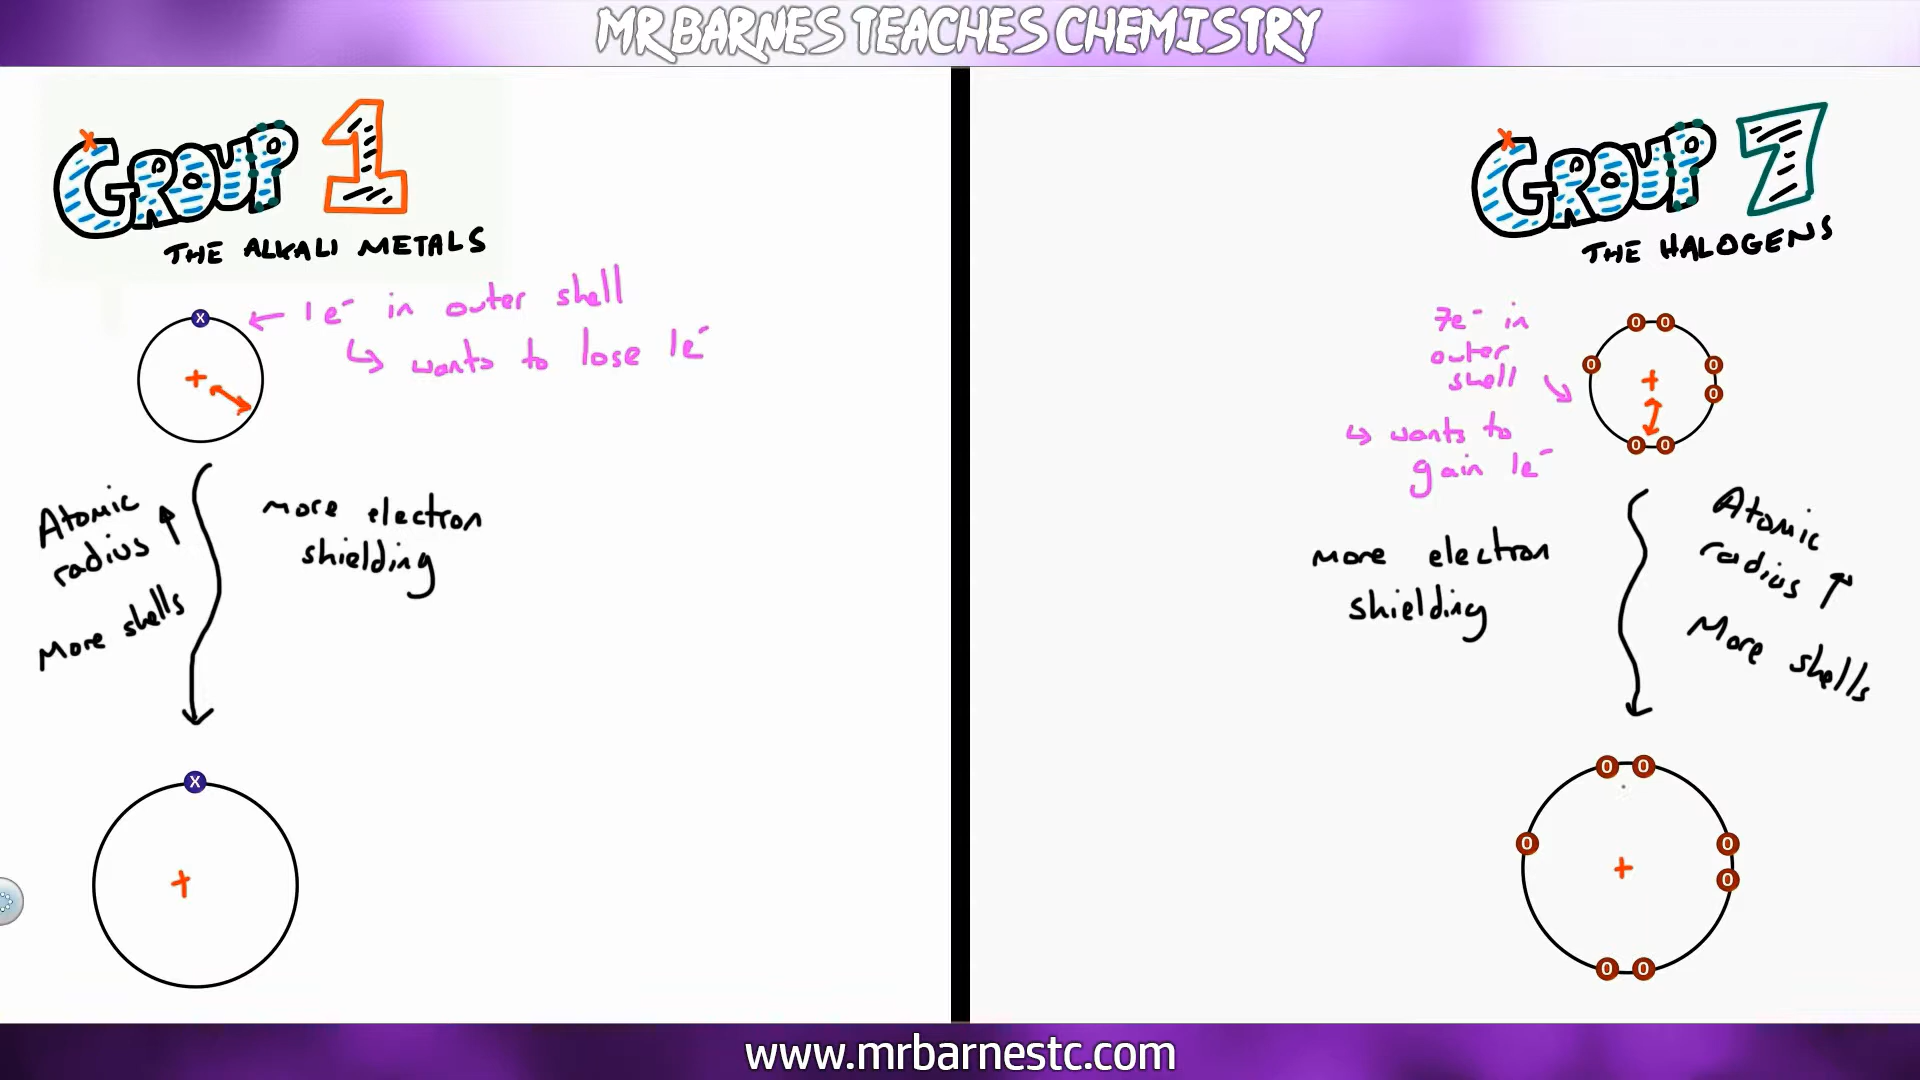 MR BARNES TEACHES CHEMISTRY
GROUP 1
THE ALKALI METALS
x
← 1e⁻ in outer shell
↳ wants to lose 1e⁻
+
Atomic
radius ↑
More shells
more electron
shielding
x
+
GROUP 7
THE HALOGENS
7e⁻ in
outer
shell
↳ wants to
gain 1e⁻
O O
O O
+
O
O O
more electron
shielding
Atomic
radius ↑
More shells
O O
O O
+
O
O O
www.mrbarnestc.com